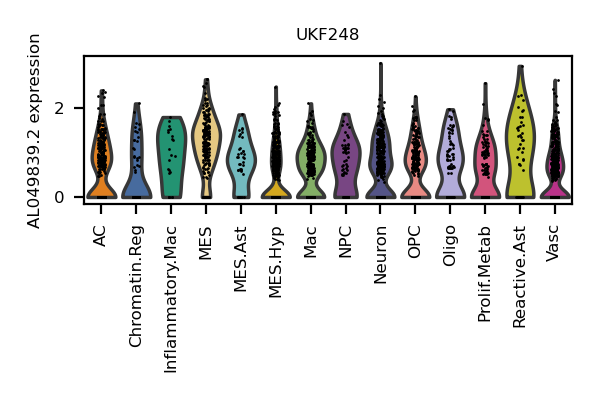 UKF248
AL049839.2 expression
2
0
AC
Chromatin.Reg
Inflammatory.Mac
MES
MES.Ast
MES.Hyp
Mac
NPC
Neuron
OPC
Oligo
Prolif.Metab
Reactive.Ast
Vasc